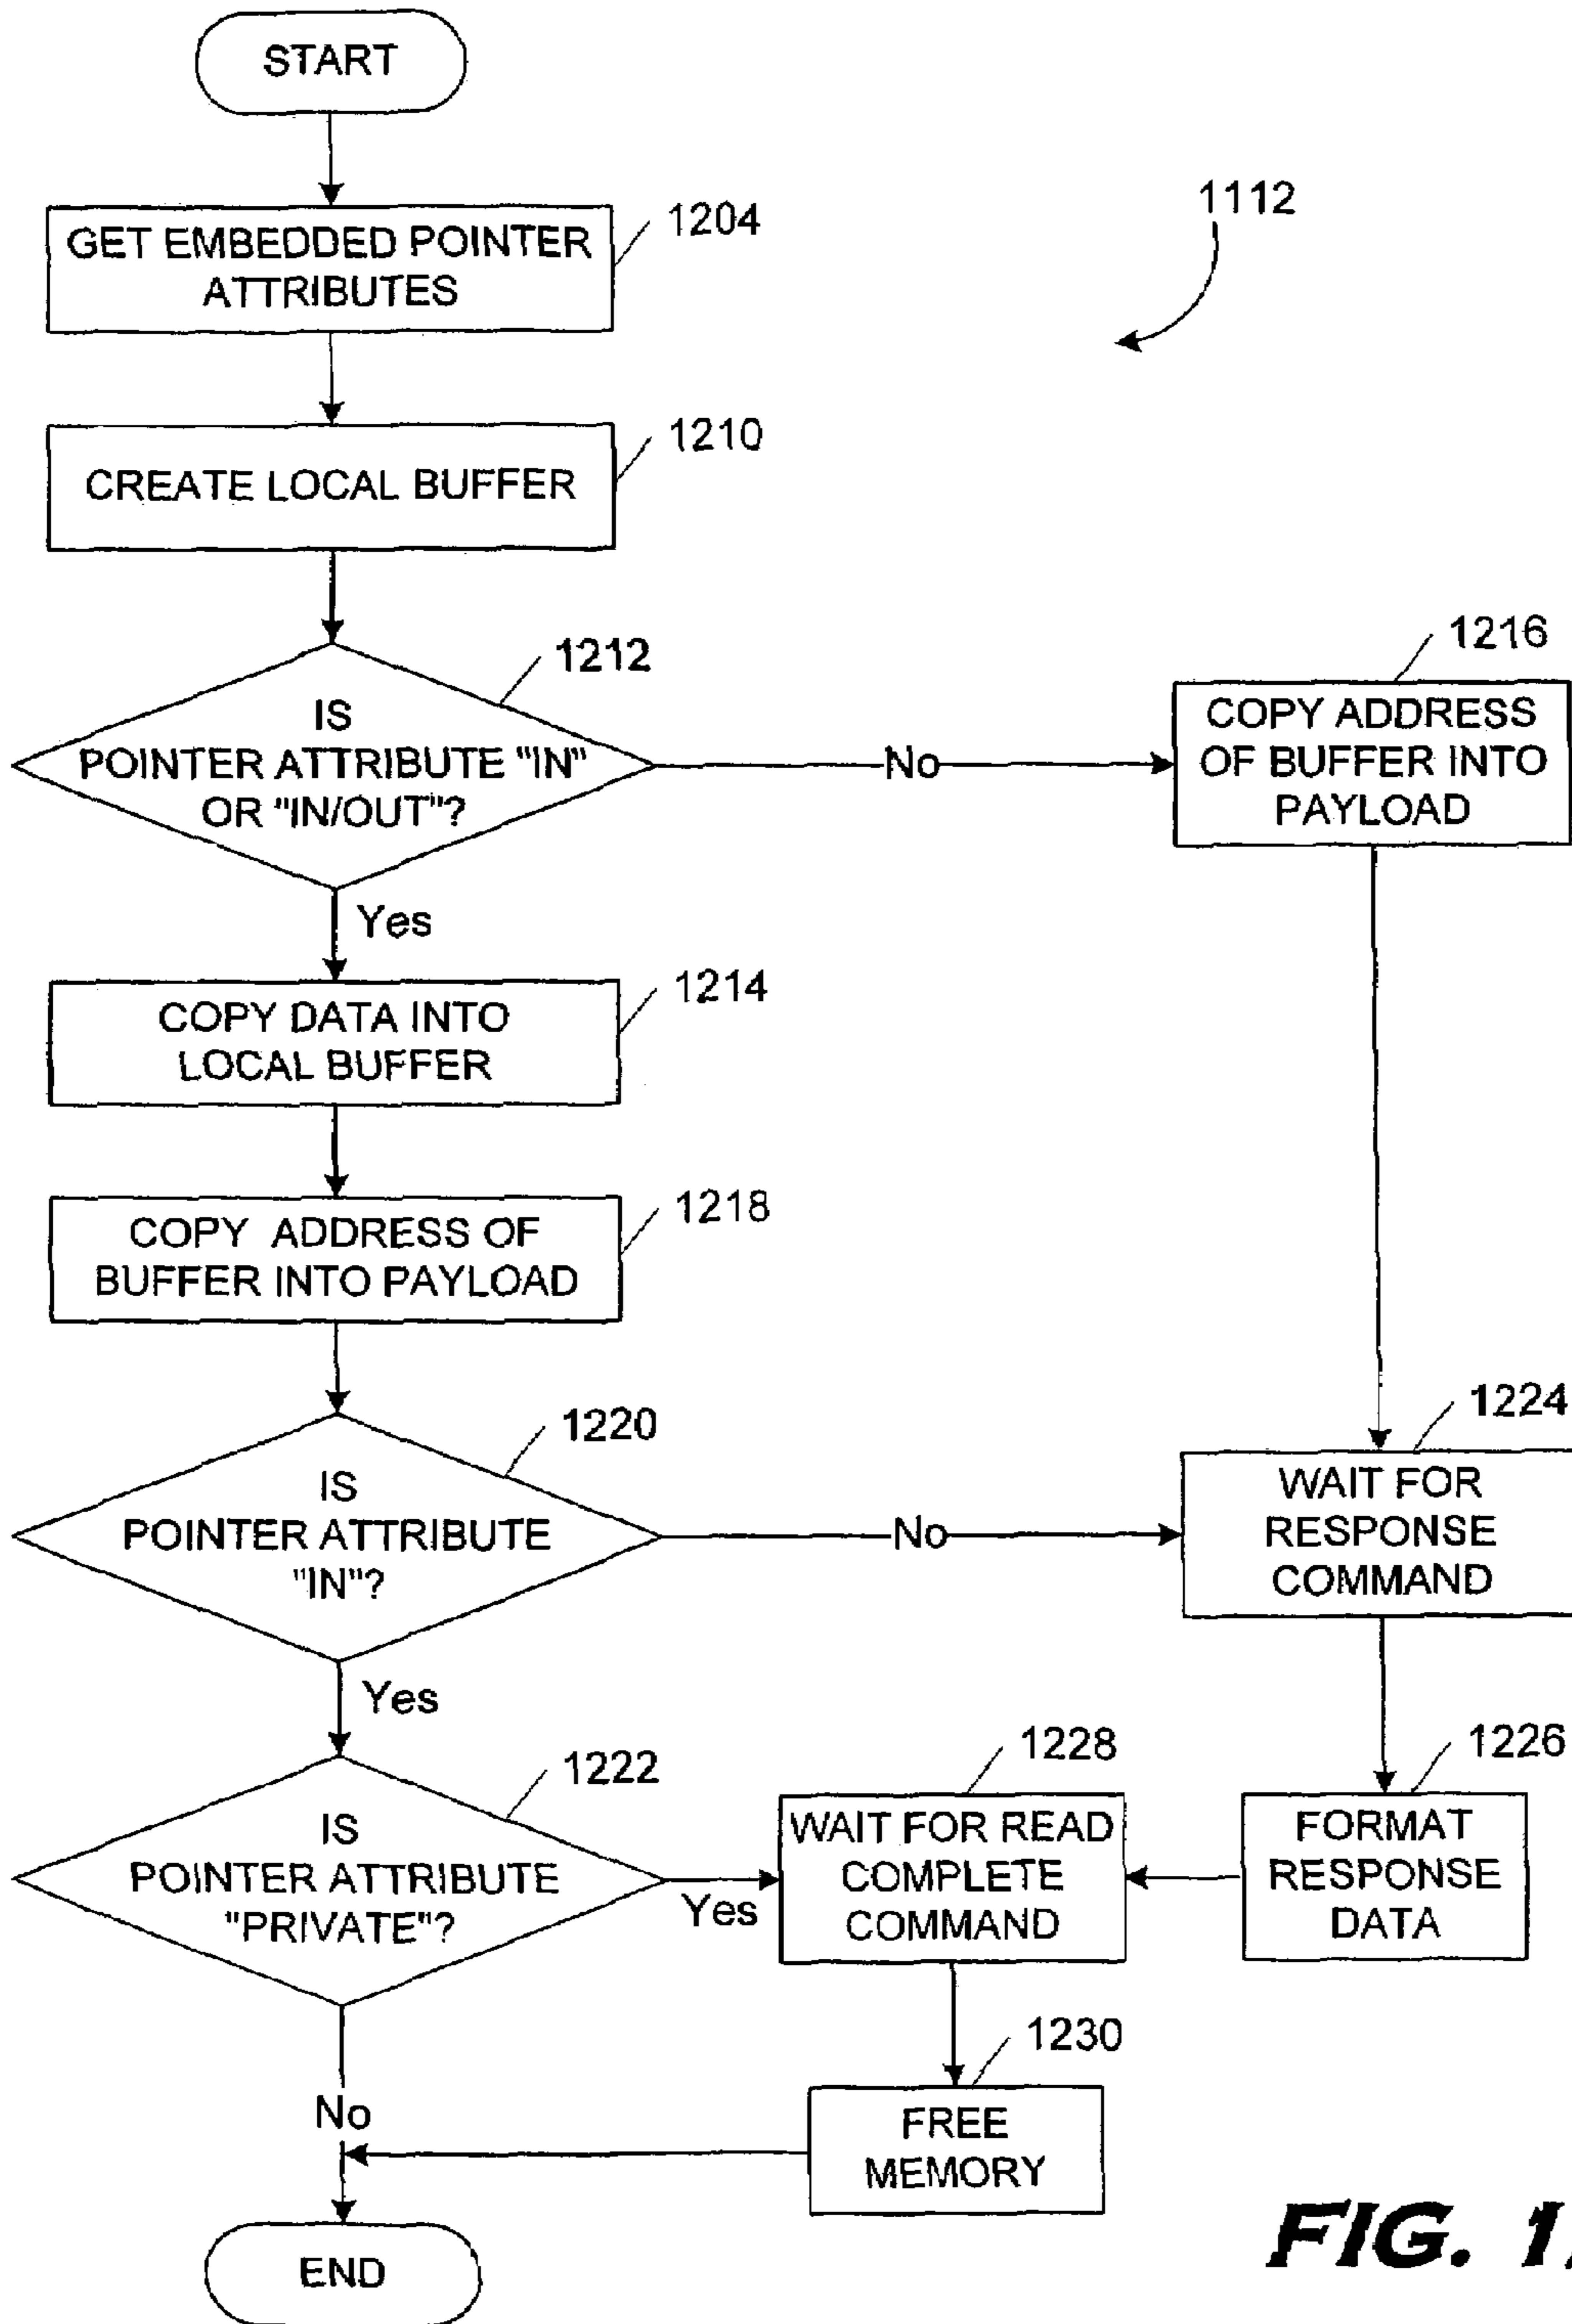 START
1204
GET EMBEDDED POINTER
ATTRIBUTES
1112
1210
CREATE LOCAL BUFFER
1212
IS
POINTER ATTRIBUTE "IN"
OR "IN/OUT"?
No
1216
COPY ADDRESS
OF BUFFER INTO
PAYLOAD
Yes
1214
COPY DATA INTO
LOCAL BUFFER
1218
COPY ADDRESS OF
BUFFER INTO PAYLOAD
1220
IS
POINTER ATTRIBUTE
"IN"?
No
1224
WAIT FOR
RESPONSE
COMMAND
Yes
1222
IS
POINTER ATTRIBUTE
"PRIVATE"?
Yes
1228
WAIT FOR READ
COMPLETE
COMMAND
1226
FORMAT
RESPONSE
DATA
No
1230
FREE
MEMORY
END
FIG.